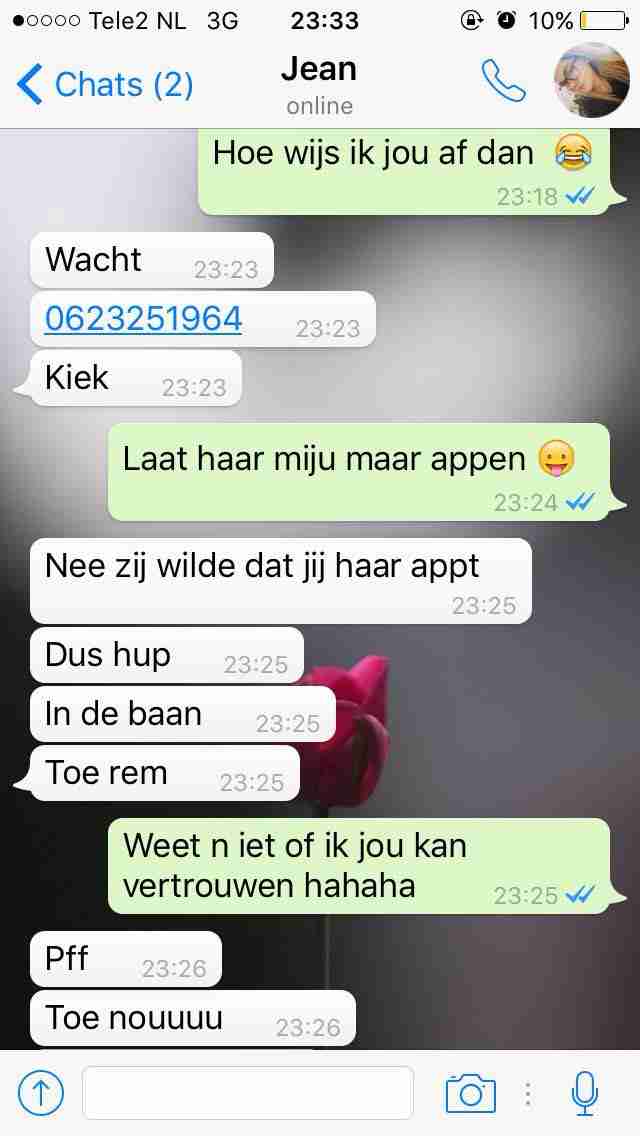 Tele2 NL 3G 23:33 10%
Chats (2) Jean
online
Hoe wijs ik jou af dan 😂
23:18
Wacht 23:23
0623251964 23:23
Kiek 23:23
Laat haar miju maar appen 😛
23:24
Nee zij wilde dat jij haar appt
23:25
Dus hup 23:25
In de baan 23:25
Toe rem 23:25
Weet n iet of ik jou kan
vertrouwen hahaha 23:25
Pff 23:26
Toe nouuuu 23:26